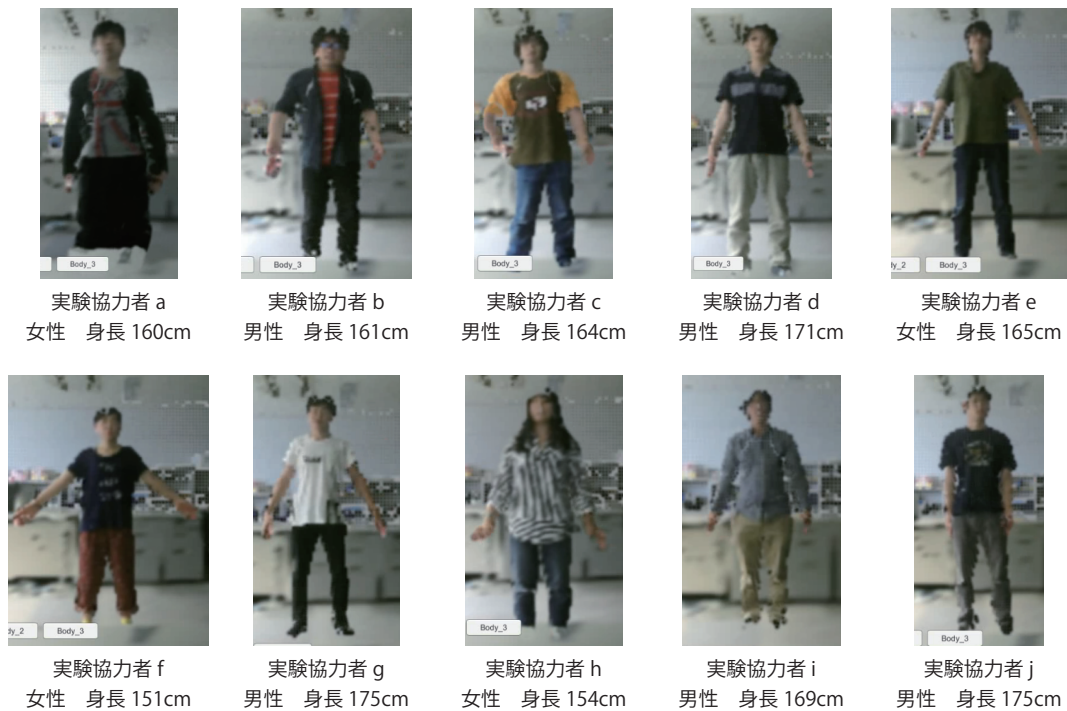 Body_3
Body_3
Body_3
Body_3
dy_2 Body_3
実験協力者 a
女性 身長 160cm
実験協力者 b
男性 身長 161cm
実験協力者 c
男性 身長 164cm
実験協力者 d
男性 身長 171cm
実験協力者 e
女性 身長 165cm
dy_2 Body_3
Body_3
Body_3
実験協力者 f
女性 身長 151cm
実験協力者 g
男性 身長 175cm
実験協力者 h
女性 身長 154cm
実験協力者 i
男性 身長 169cm
実験協力者 j
男性 身長 175cm